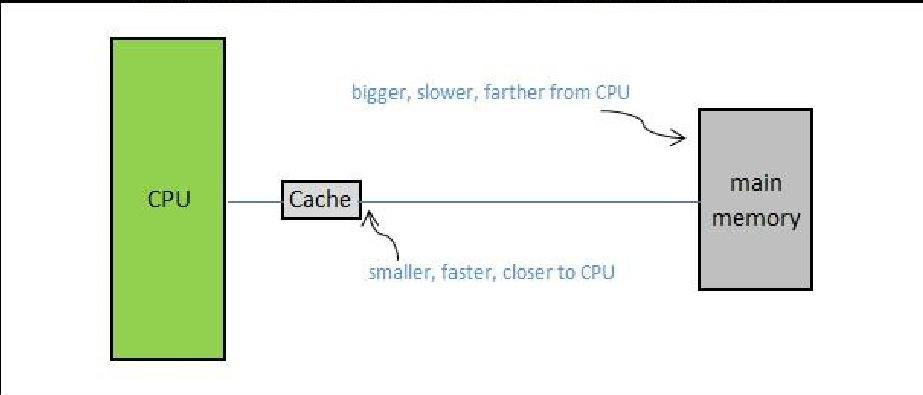 bigger, slower, farther from CPU
CPU
Cache
main
memory
smaller, faster, closer to CPU